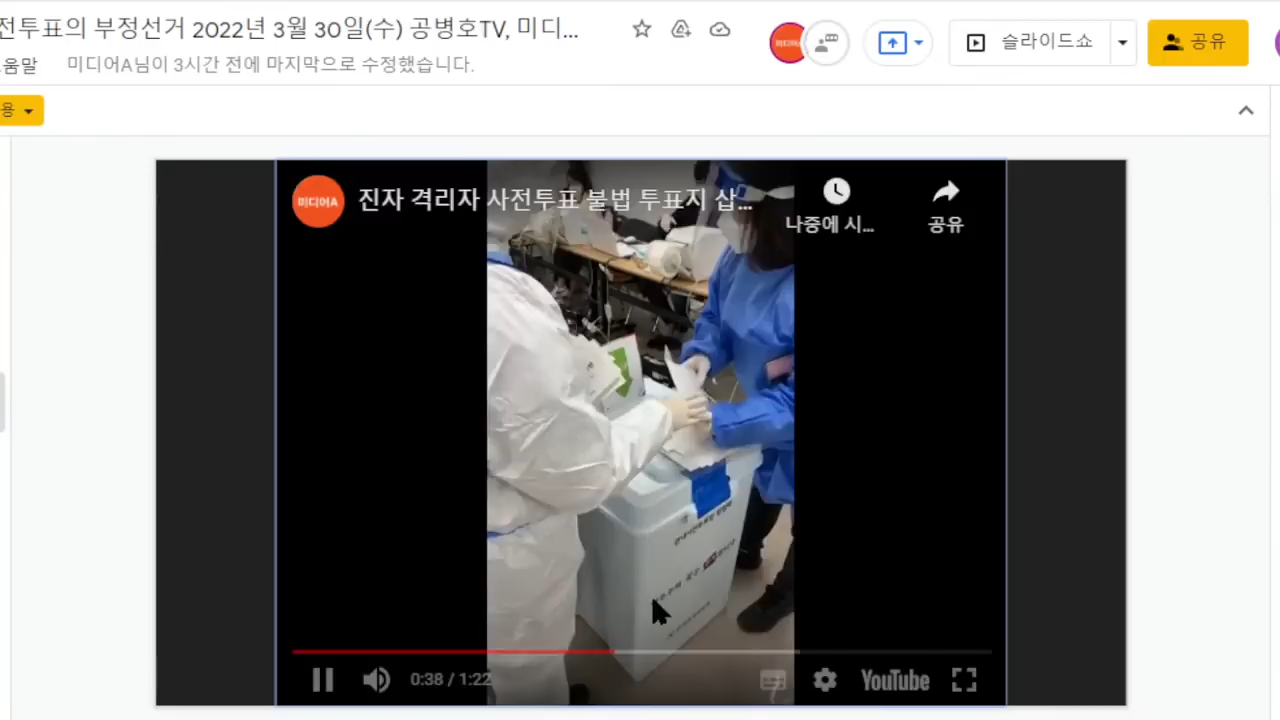 전투표의 부정선거 2022년 3월 30일(수) 공병호TV, 미디...
슬라이드쇼
공유
움말
미디어A님이 3시간 전에 마지막으로 수정했습니다.
용
미디어A
진자 격리자 사전투표 불법 투표지 삽...
나중에 시...
공유
0:38 / 1:22
YouTube